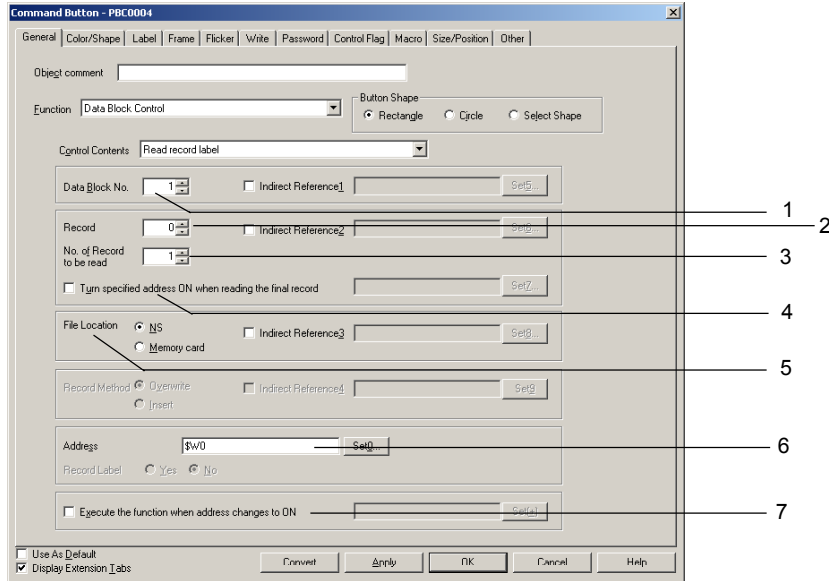 Command Button - PBC0004
General Color/Shape Label Frame Flicker Write Password Control Flag Macro Size/Position Other
Object comment
Function Data Block Control
Button Shape
Rectangle Circle Select Shape
Control Contents Read record label
Data Block No. 1 Indirect Reference1 Set5...
1
Record 0 Indirect Reference2 Set6...
2
No. of Record
to be read 1
3
Turn specified address ON when reading the final record Set7...
4
File Location NS Indirect Reference3 Set8...
Memory card
5
Record Method Overwrite Indirect Reference4 Set9
Insert
Address $W0 Set0...
6
Record Label Yes No
Execute the function when address changes to ON
7
Use As Default
Display Extension Tabs
Convert Apply OK Cancel Help